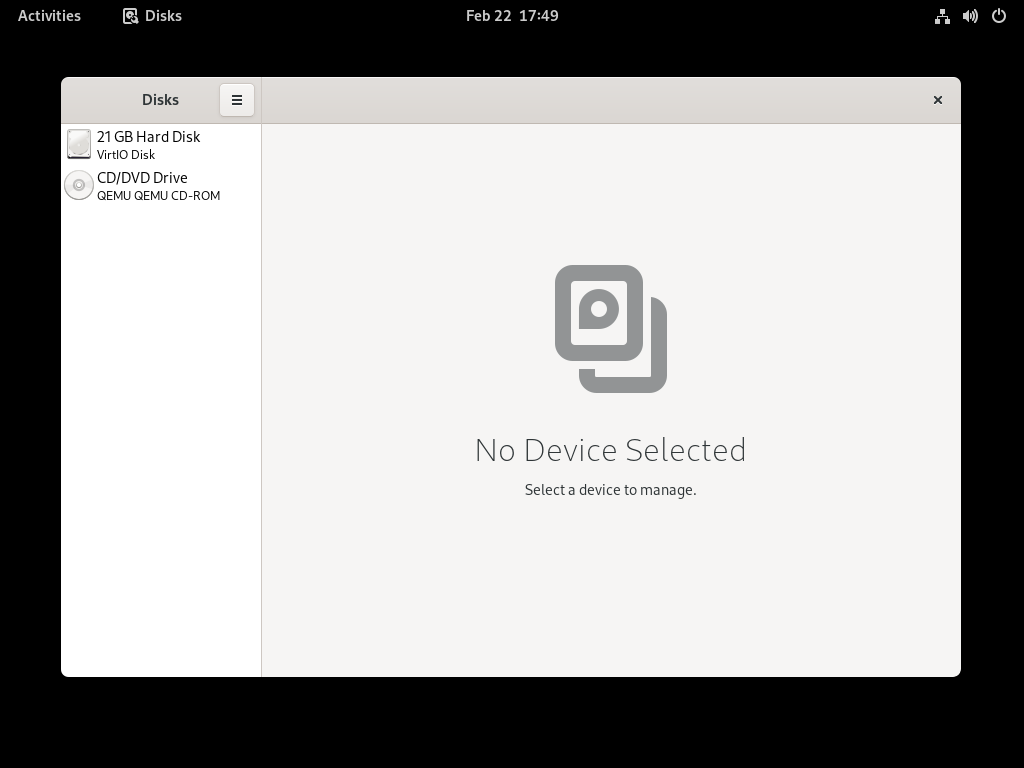 Activities Disks Feb 22 17:49
Disks
21 GB Hard Disk
VirtIO Disk
CD/DVD Drive
QEMU QEMU CD-ROM
No Device Selected
Select a device to manage.